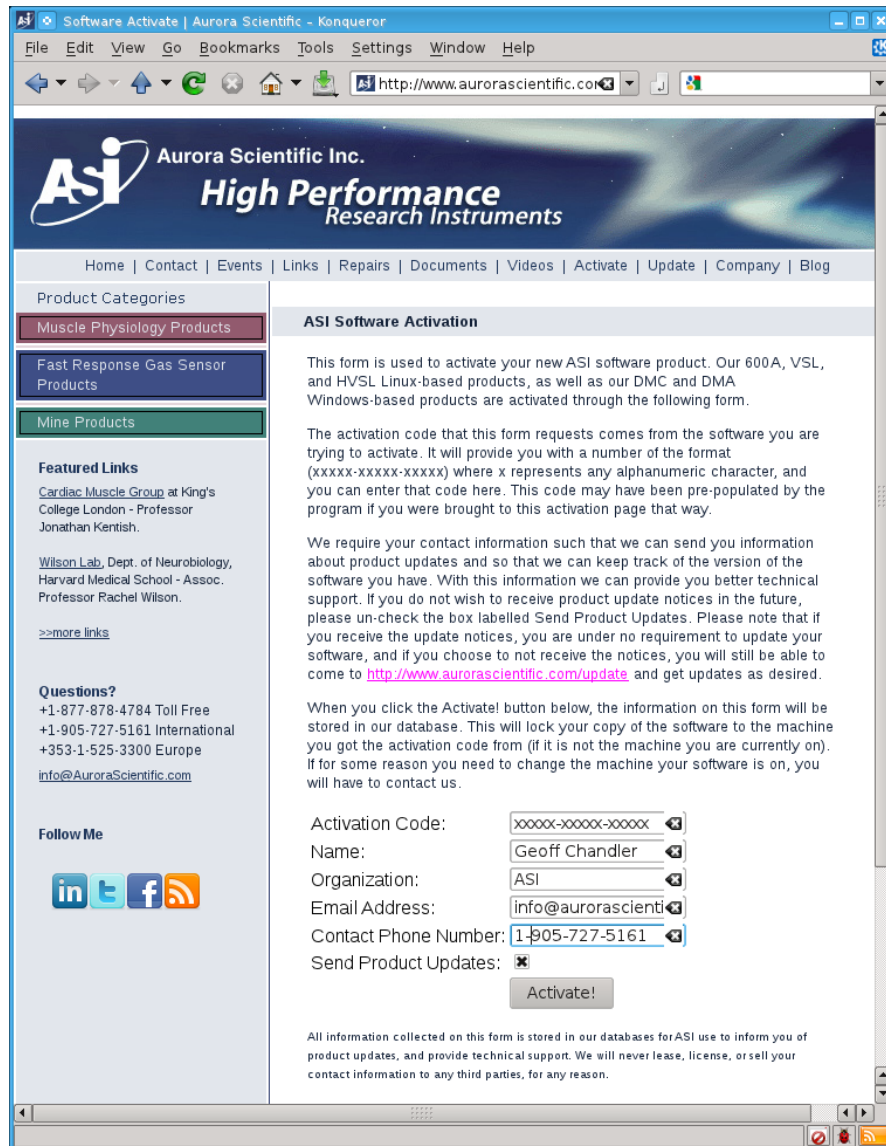 Software Activate | Aurora Scientific - Konqueror
File Edit View Go Bookmarks Tools Settings Window Help
http://www.aurorascientific.co
ASI
Aurora Scientific Inc.
High Performance
Research Instruments
Home | Contact | Events | Links | Repairs | Documents | Videos | Activate | Update | Company | Blog
Product Categories
Muscle Physiology Products
Fast Response Gas Sensor
Products
Mine Products
Featured Links
Cardiac Muscle Group at King's
College London - Professor
Jonathan Kentish.
Wilson Lab, Dept. of Neurobiology,
Harvard Medical School - Assoc.
Professor Rachel Wilson.
>>more links
Questions?
+1-877-878-4784 Toll Free
+1-905-727-5161 International
+353-1-525-3300 Europe
info@AuroraScientific.com
Follow Me
in
ASI Software Activation
This form is used to activate your new ASI software product. Our 600A, VSL,
and HVSL Linux-based products, as well as our DMC and DMA
Windows-based products are activated through the following form.
The activation code that this form requests comes from the software you are
trying to activate. It will provide you with a number of the format
(xxxxx-xxxxx-xxxxx) where x represents any alphanumeric character, and
you can enter that code here. This code may have been pre-populated by the
program if you were brought to this activation page that way.
We require your contact information such that we can send you information
about product updates and so that we can keep track of the version of the
software you have. With this information we can provide you better technical
support. If you do not wish to receive product update notices in the future,
please un-check the box labelled Send Product Updates. Please note that if
you receive the update notices, you are under no requirement to update your
software, and if you choose to not receive the notices, you will still be able to
come to http://www.aurorascientific.com/update and get updates as desired.
When you click the Activate! button below, the information on this form will be
stored in our database. This will lock your copy of the software to the machine
you got the activation code from (if it is not the machine you are currently on).
If for some reason you need to change the machine your software is on, you
will have to contact us.
Activation Code: xxxxx-xxxxx-xxxxx
Name: Geoff Chandler
Organization: ASI
Email Address: info@aurorascienti
Contact Phone Number: 1-905-727-5161
Send Product Updates:
Activate!
All information collected on this form is stored in our databases for ASI use to inform you of
product updates, and provide technical support. We will never lease, license, or sell your
contact information to any third parties, for any reason.